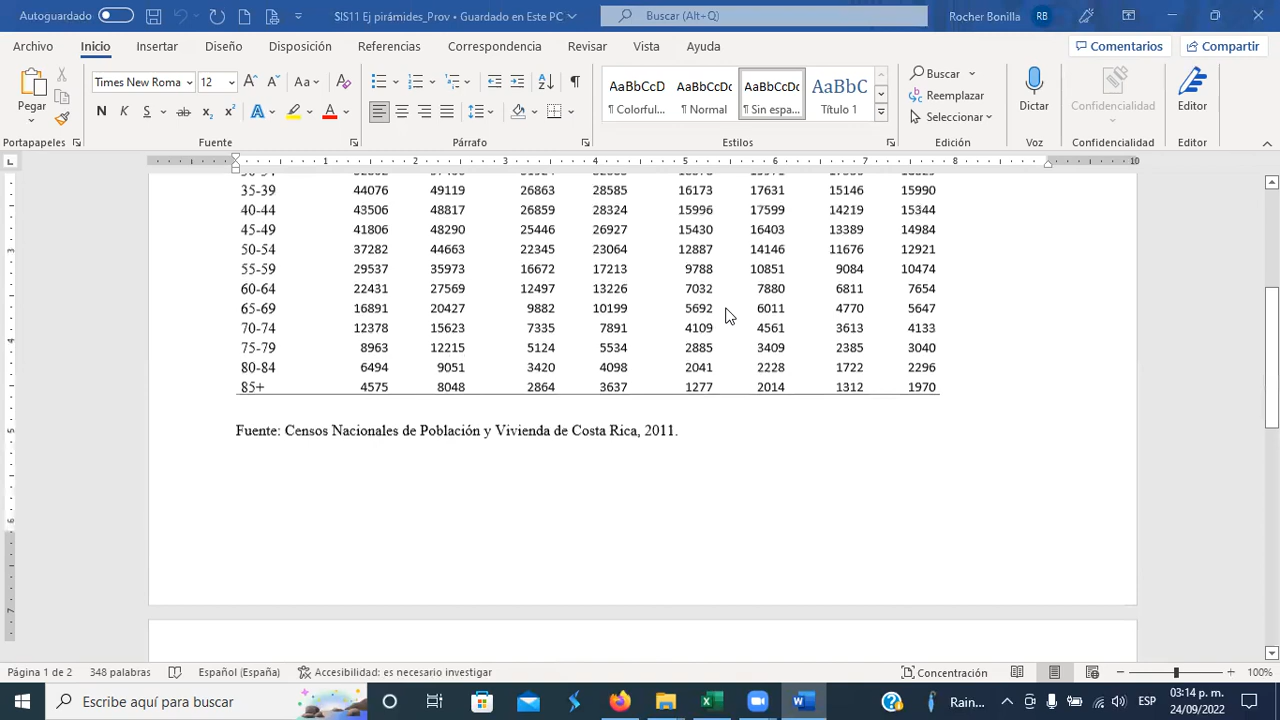 Autoguardado
SIS11 Ej pirámides_Prov • Guardado en Este PC
Buscar (Alt+Q)
Rocher Bonilla
RB
Archivo Inicio Insertar Diseño Disposición Referencias Correspondencia Revisar Vista Ayuda
Comentarios
Compartir
Pegar
Times New Roma
12
AaBbCcD
¶ Colorful...
AaBbCcDc
¶ Normal
AaBbCcDc
¶ Sin espa...
AaBbC
Título 1
Buscar
Reemplazar
Seleccionar
Dictar
Confidencialidad
Editor
Portapapeles Fuente Párrafo Estilos Edición Voz Confidencialidad Editor
1 2 3 4 5 6 7 8 9 10
35-39 44076 49119 26863 28585 16173 17631 15146 15990
40-44 43506 48817 26859 28324 15996 17599 14219 15344
45-49 41806 48290 25446 26927 15430 16403 13389 14984
50-54 37282 44663 22345 23064 12887 14146 11676 12921
55-59 29537 35973 16672 17213 9788 10851 9084 10474
60-64 22431 27569 12497 13226 7032 7880 6811 7654
65-69 16891 20427 9882 10199 5692 6011 4770 5647
70-74 12378 15623 7335 7891 4109 4561 3613 4133
75-79 8963 12215 5124 5534 2885 3409 2385 3040
80-84 6494 9051 3420 4098 2041 2228 1722 2296
85+ 4575 8048 2864 3637 1277 2014 1312 1970
Fuente: Censos Nacionales de Población y Vivienda de Costa Rica, 2011.
Página 1 de 2 348 palabras Español (España) Accesibilidad: es necesario investigar Concentración 100%
Escribe aquí para buscar
Rain...
ESP
03:14 p. m.
24/09/2022